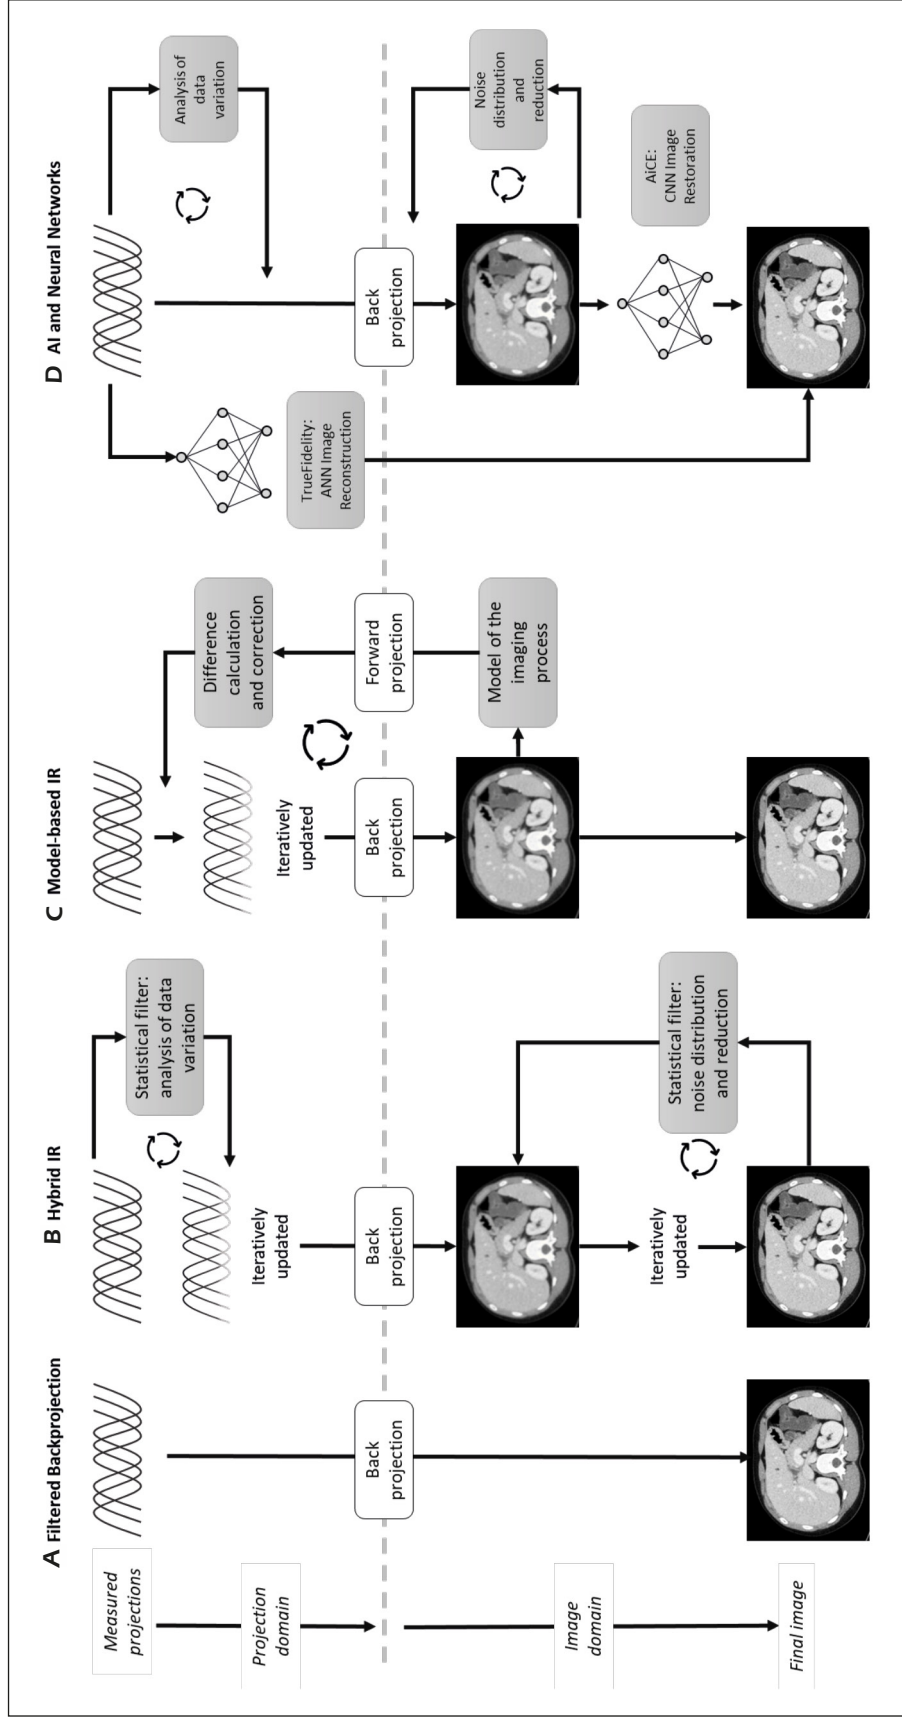 A Filtered Backprojection
B Hybrid IR
C Model-based IR
D AI and Neural Networks
Measured
projections
Projection
domain
Image
domain
Final image
Back
projection
Statistical filter:
analysis of data
variation
Iteratively
updated
Back
projection
Iteratively
updated
Statistical filter:
noise distribution
and reduction
Difference
calculation
and correction
Iteratively
updated
Back
projection
Forward
projection
Model of the
imaging
process
TrueFidelity:
ANN Image
Reconstruction
Analysis of
data
variation
Back
projection
Noise
distribution
and
reduction
AiCE:
CNN Image
Restoration